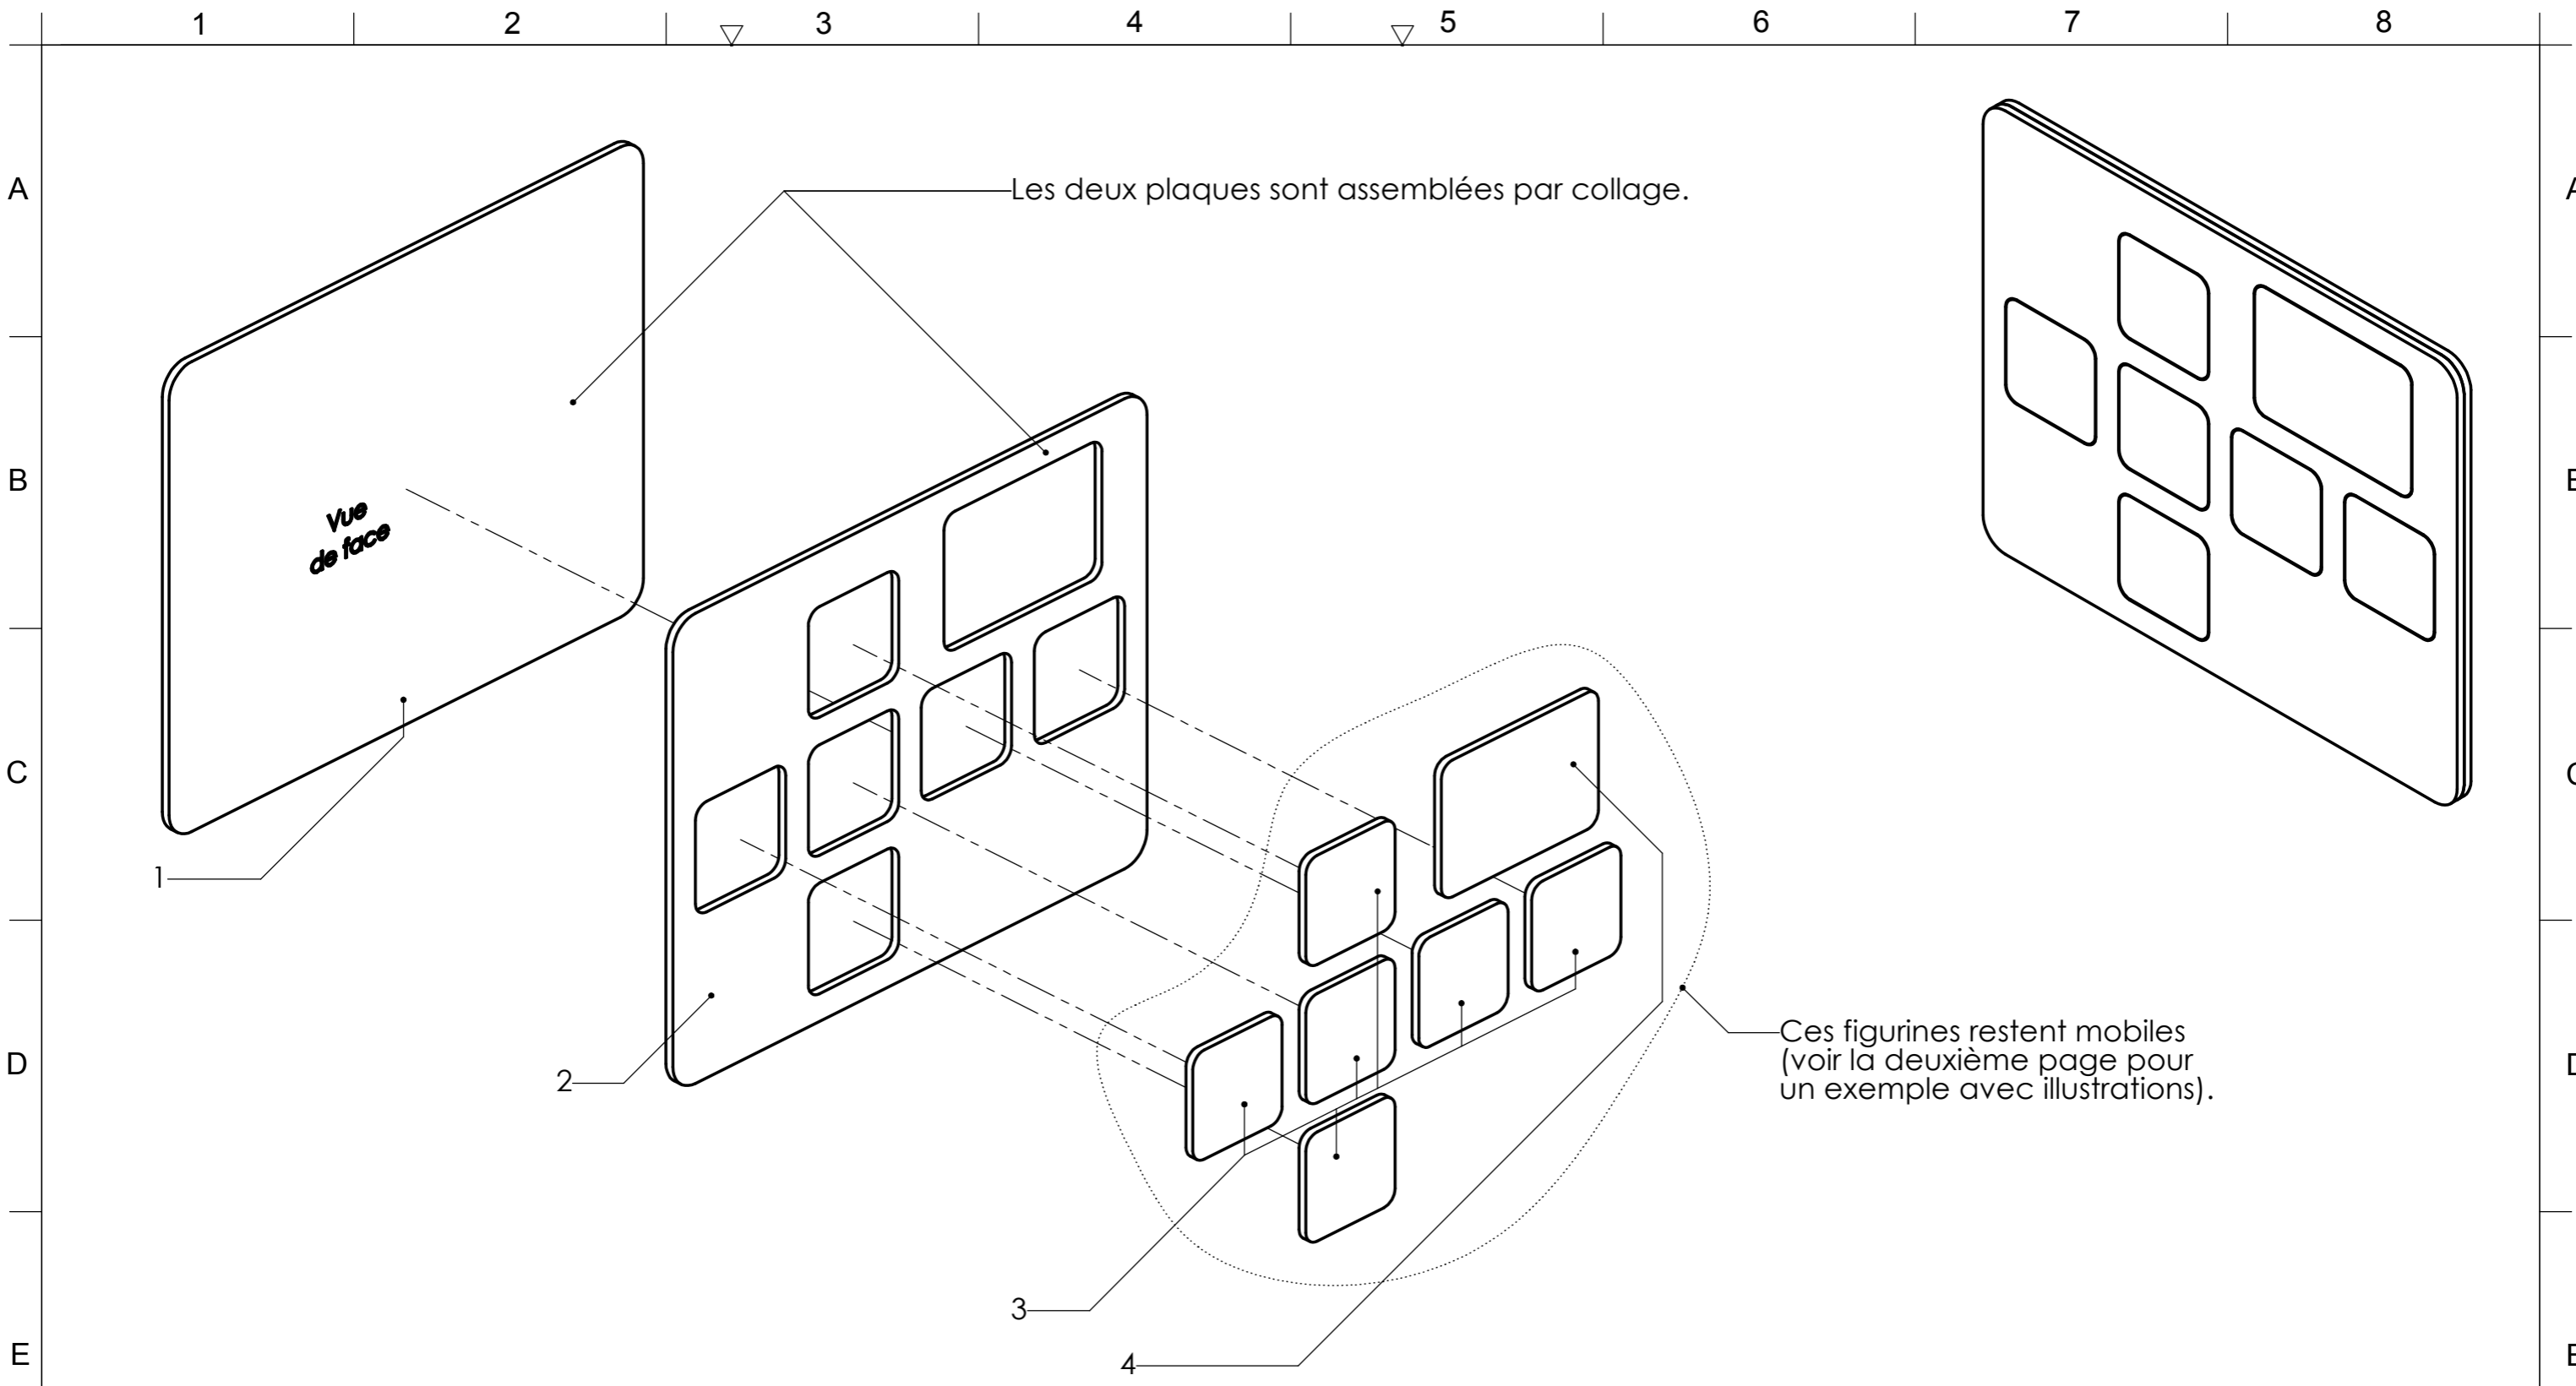 1 2 3 4 5 6 7 8
A
Les deux plaques sont assemblées par collage.
A
B
Vue
de face
C
1
D
2
Ces figurines restent mobiles
(voir la deuxième page pour
un exemple avec illustrations).
3
E
4